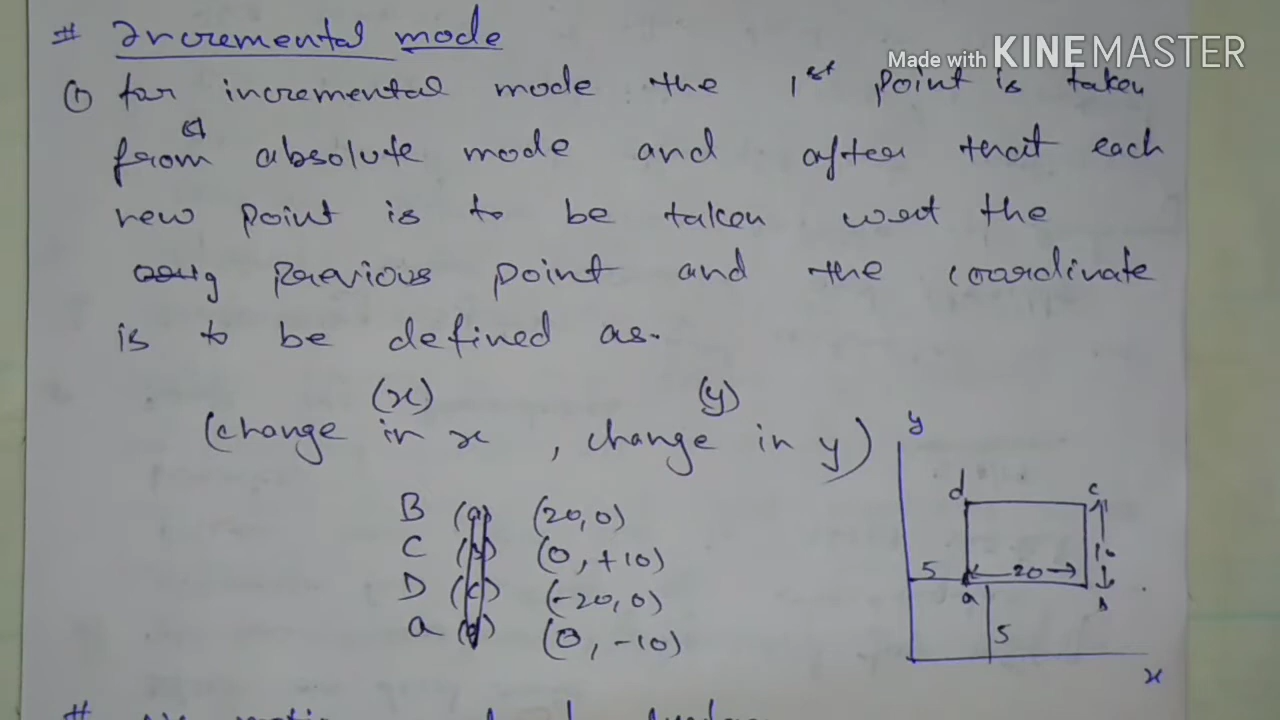 # Incremental mode
Made with KINEMASTER
① for incremental mode the 1st point is taken
from absolute mode and after that each
new point is to be taken wrt the
previous point and the coordinate
is to be defined as.
(x) (y)
(change in x , change in y)
B (20,0)
C (0,+10)
D (-20,0)
a (0,-10)
y
d c
5 20 10
a b
5
x
#